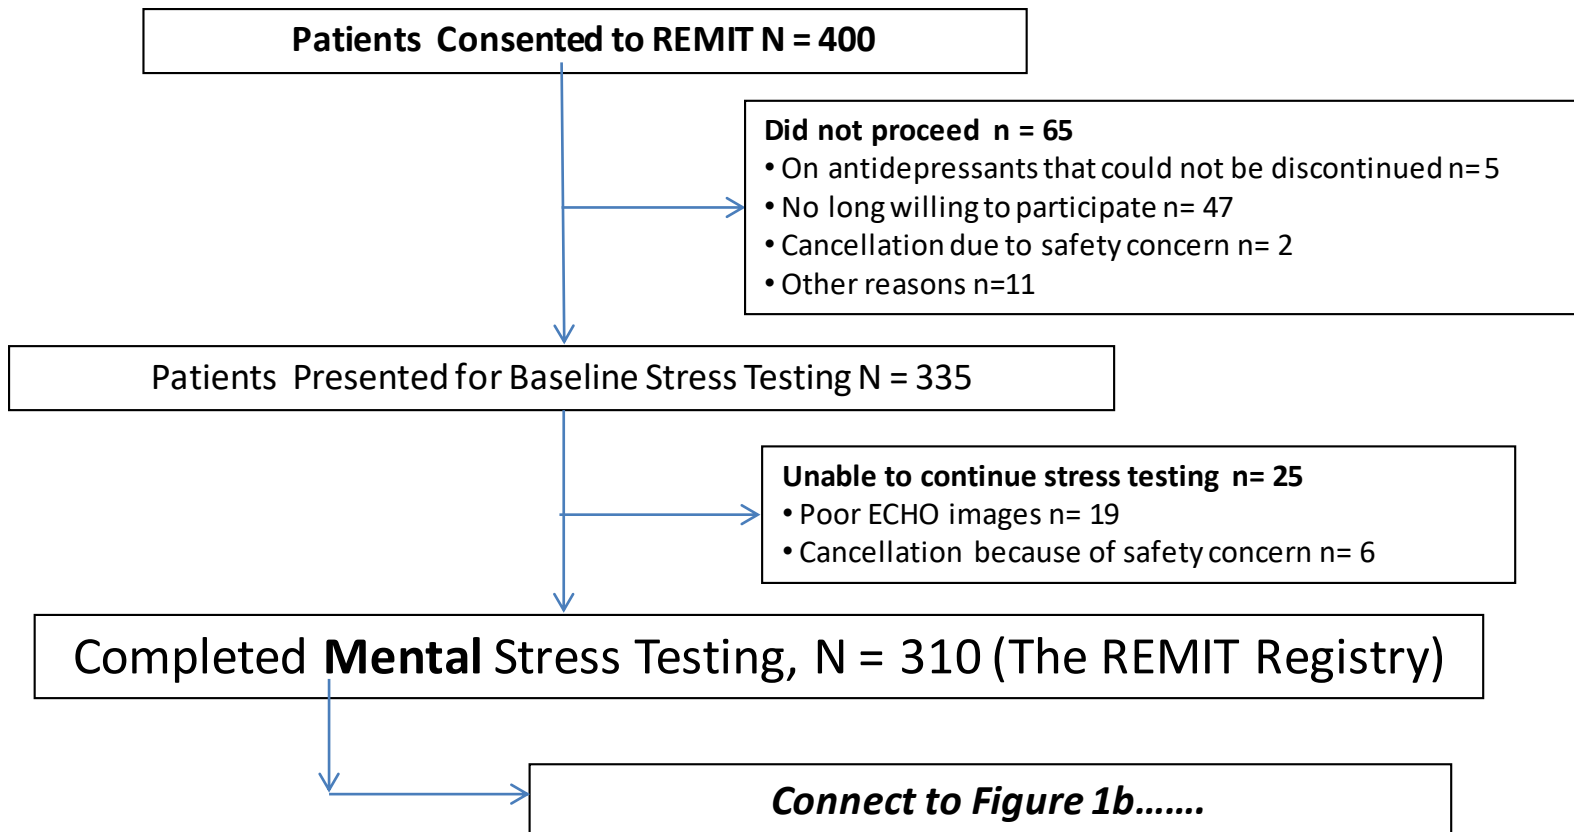 Patients Consented to REMIT N = 400
Did not proceed n = 65
• On antidepressants that could not be discontinued n= 5
• No long willing to participate n= 47
• Cancellation due to safety concern n= 2
• Other reasons n=11
Patients Presented for Baseline Stress Testing N = 335
Unable to continue stress testing n= 25
• Poor ECHO images n= 19
• Cancellation because of safety concern n= 6
Completed Mental Stress Testing, N = 310 (The REMIT Registry)
Connect to Figure 1b.......